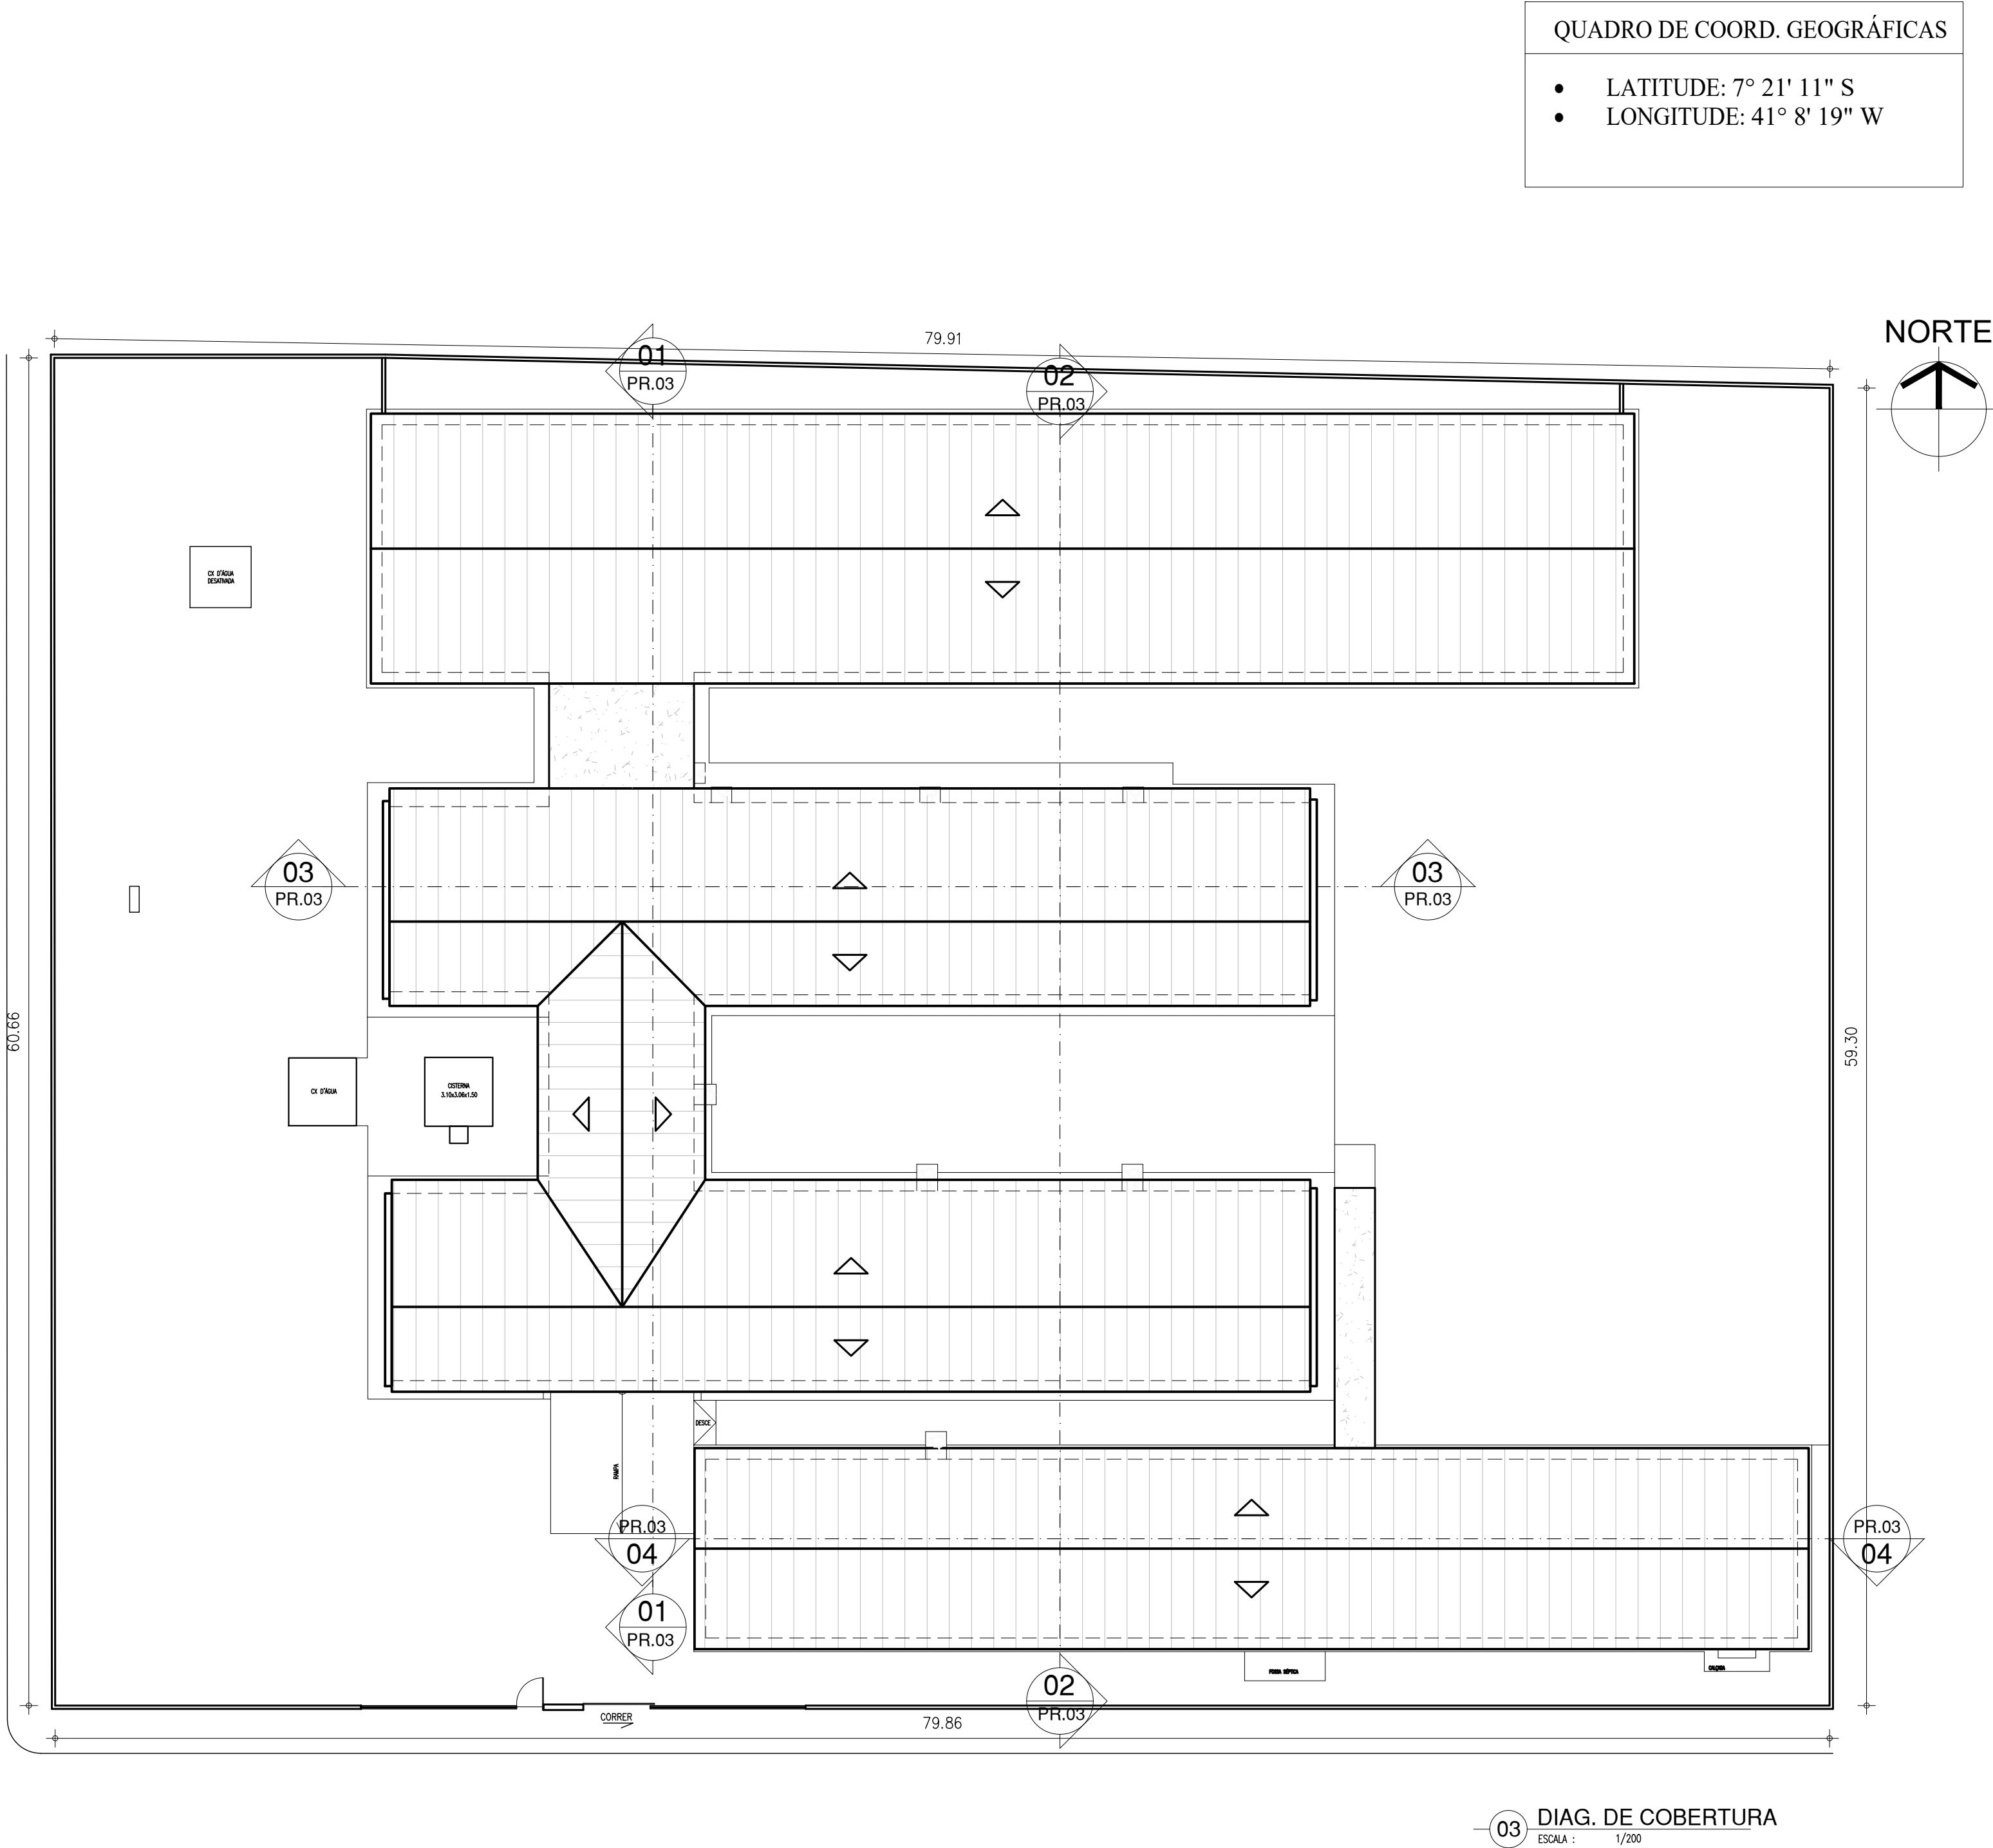 QUADRO DE COORD. GEOGRÁFICAS
• LATITUDE: 7° 21' 11" S
• LONGITUDE: 41° 8' 19" W
NORTE
79.91
01
PR.03
02
PR.03
CX D'ÁGUA
DESATIVADA
03
PR.03
03
PR.03
60.66
59.30
CX D'ÁGUA
CISTERNA
3.10x3.06x1.50
DESCE
RAMPA
PR.03
04
PR.03
04
01
PR.03
FOSSA SÉPTICA
CALÇADA
02
PR.03
CORRER
79.86
03
DIAG. DE COBERTURA
ESCALA : 1/200